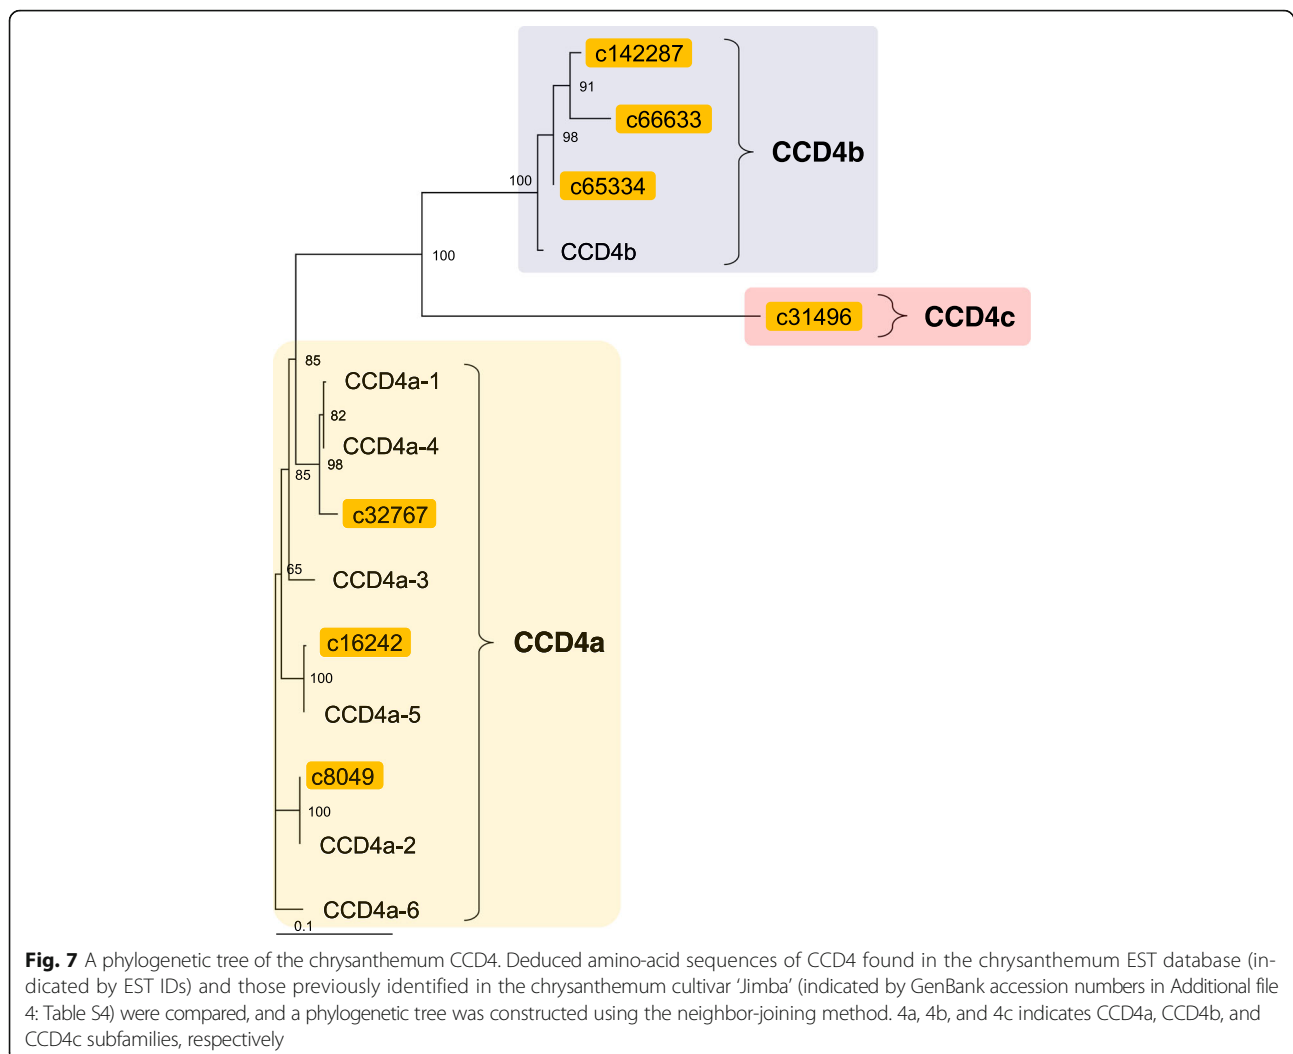 c142287
91
c66633
98
CCD4b
100
c65334
CCD4b
100
c31496
CCD4c
85
CCD4a-1
82
CCD4a-4
98
85
c32767
65
CCD4a-3
c16242
CCD4a
100
CCD4a-5
c8049
100
CCD4a-2
CCD4a-6
0.1
Fig. 7 A phylogenetic tree of the chrysanthemum CCD4. Deduced amino-acid sequences of CCD4 found in the chrysanthemum EST database (in-
dicated by EST IDs) and those previously identified in the chrysanthemum cultivar ‘Jimba’ (indicated by GenBank accession numbers in Additional file
4: Table S4) were compared, and a phylogenetic tree was constructed using the neighbor-joining method. 4a, 4b, and 4c indicates CCD4a, CCD4b, and
CCD4c subfamilies, respectively